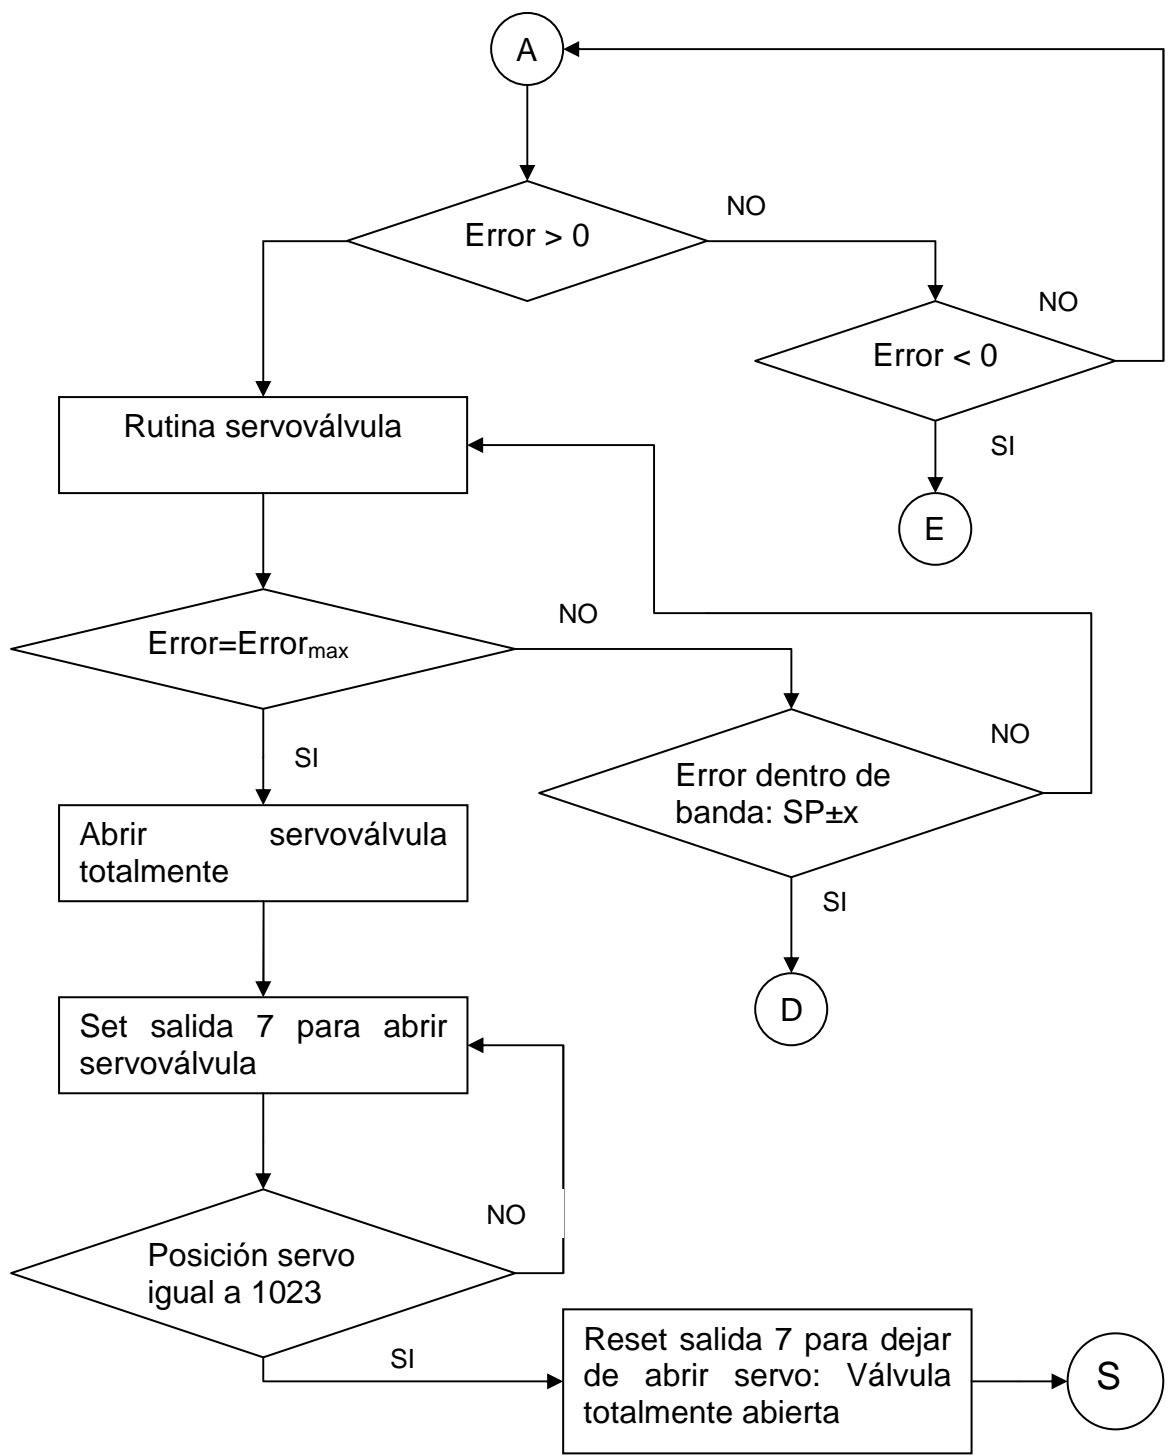 A
NO
Error > 0
NO
Error < 0
Rutina servoválvula
SI
E
NO
Error=Errormax
NO
SI
Error dentro de
banda: SP±x
Abrir servoválvula
totalmente
SI
D
Set salida 7 para abrir
servoválvula
NO
Posición servo
igual a 1023
SI
Reset salida 7 para dejar
de abrir servo: Válvula
totalmente abierta
S